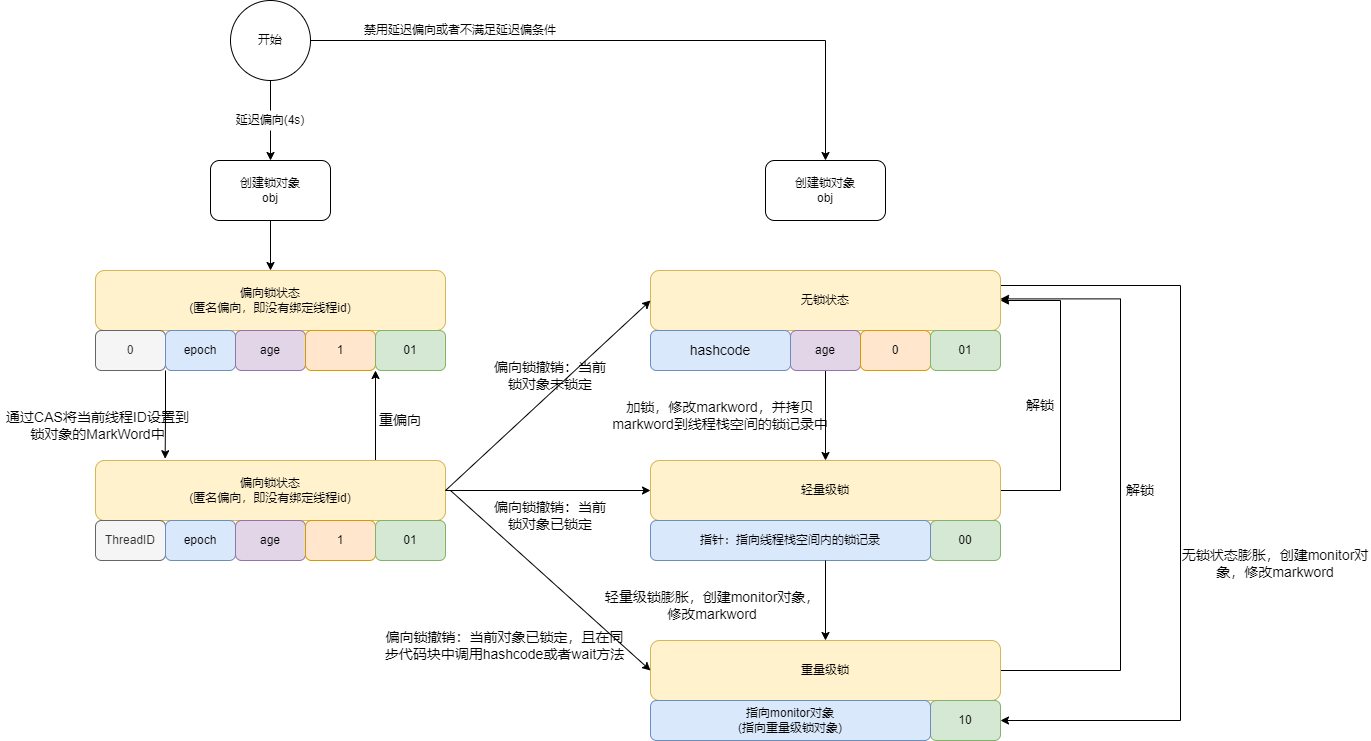 开始
禁用延迟偏向或者不满足延迟偏条件
延迟偏向(4s)
创建锁对象
obj
创建锁对象
obj
偏向锁状态
(匿名偏向，即没有绑定线程id)
0 epoch age 1 01
无锁状态
hashcode age 0 01
偏向锁撤销：当前
锁对象未锁定
通过CAS将当前线程ID设置到
锁对象的MarkWord中
重偏向
加锁，修改markword，并拷贝
markword到线程栈空间的锁记录中
解锁
偏向锁状态
(匿名偏向，即没有绑定线程id)
ThreadID epoch age 1 01
偏向锁撤销：当前
锁对象已锁定
轻量级锁
指针：指向线程栈空间内的锁记录 00
解锁
无锁状态膨胀，创建monitor对
象，修改markword
轻量级锁膨胀，创建monitor对象，
修改markword
偏向锁撤销：当前对象已锁定，且在同
步代码块中调用hashcode或者wait方法
重量级锁
指向monitor对象
(指向重量级锁对象)
10